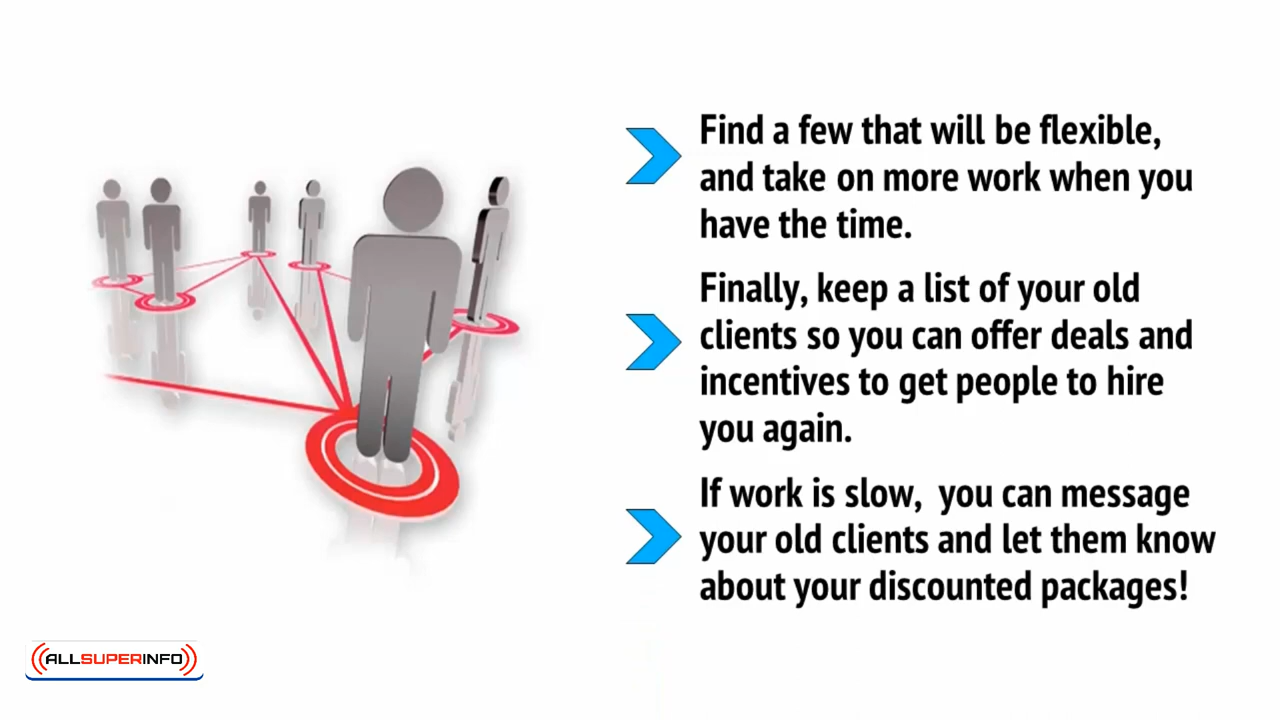 Find a few that will be flexible,
and take on more work when you
have the time.
Finally, keep a list of your old
clients so you can offer deals and
incentives to get people to hire
you again.
If work is slow,  you can message
your old clients and let them know
about your discounted packages!
ALLSUPERINFO